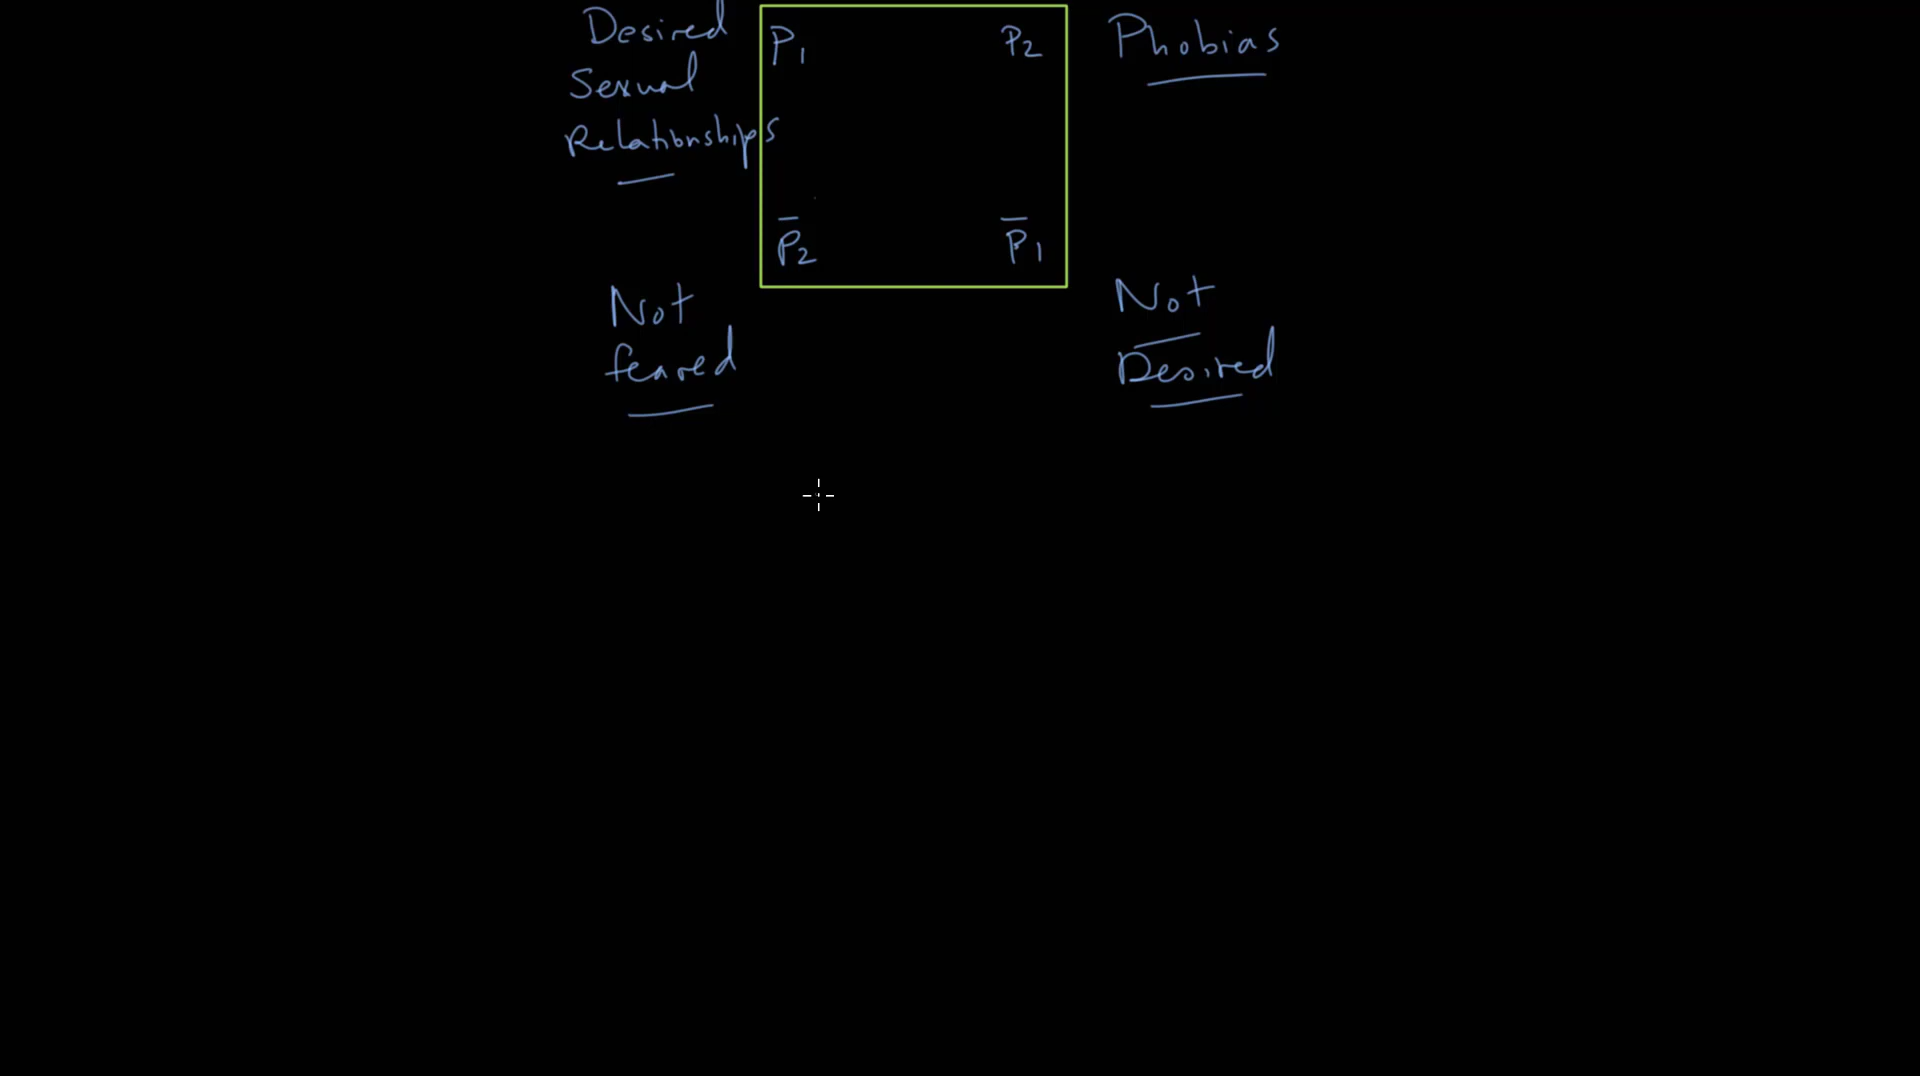 Desired
Sexual
Relationships
P1
P2
Phobias
P̅2
P̅1
Not
feared
Not
Desired